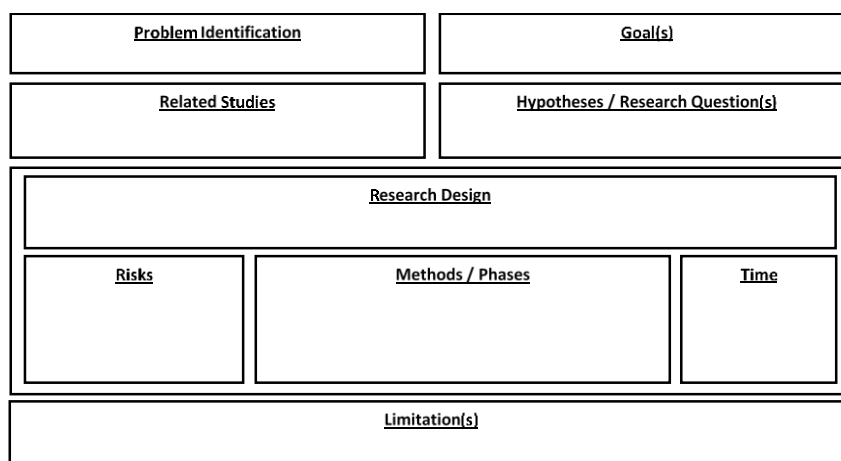 Problem Identification
Goal(s)
Related Studies
Hypotheses / Research Question(s)
Research Design
Risks
Methods / Phases
Time
Limitation(s)